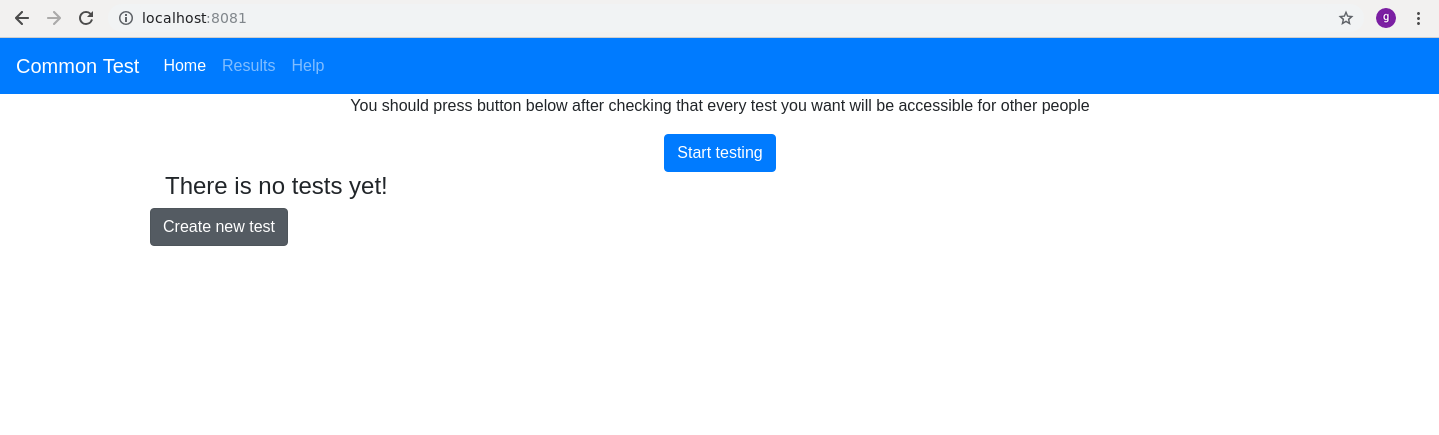 localhost:8081
g
Common Test Home Results Help
You should press button below after checking that every test you want will be accessible for other people
Start testing
There is no tests yet!
Create new test